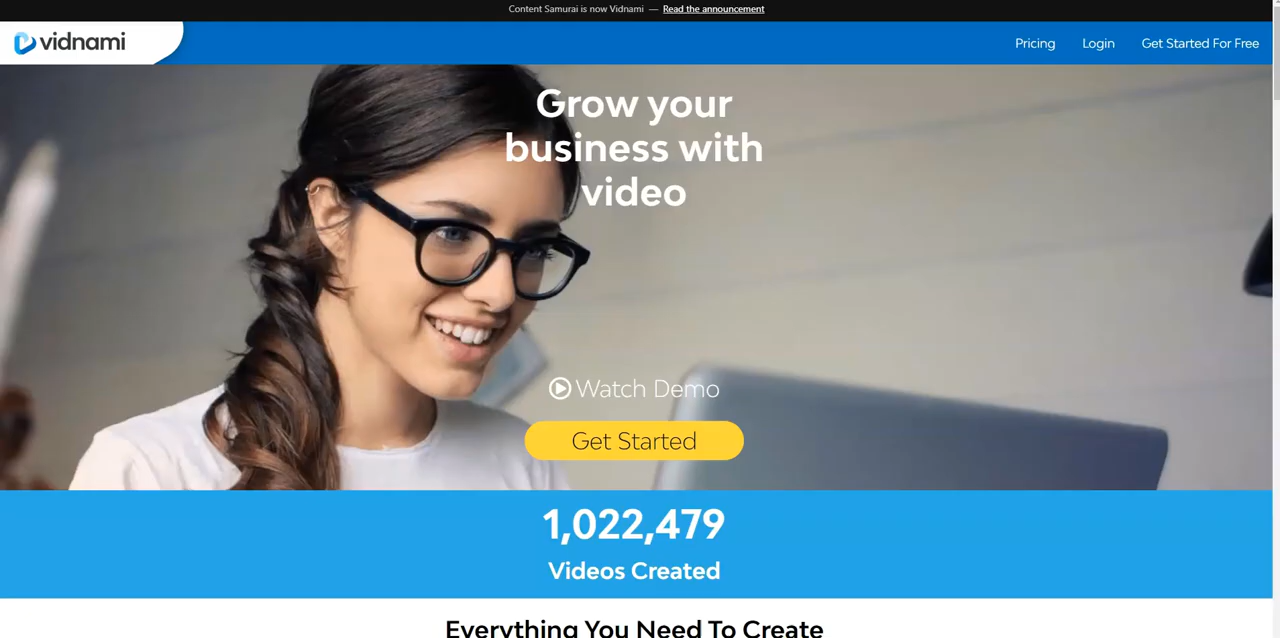 Content Samurai is now Vidnami — Read the announcement
vidnami
Pricing Login Get Started For Free
Grow your
business with
video
Watch Demo
Get Started
1,022,479
Videos Created
Everything You Need To Create